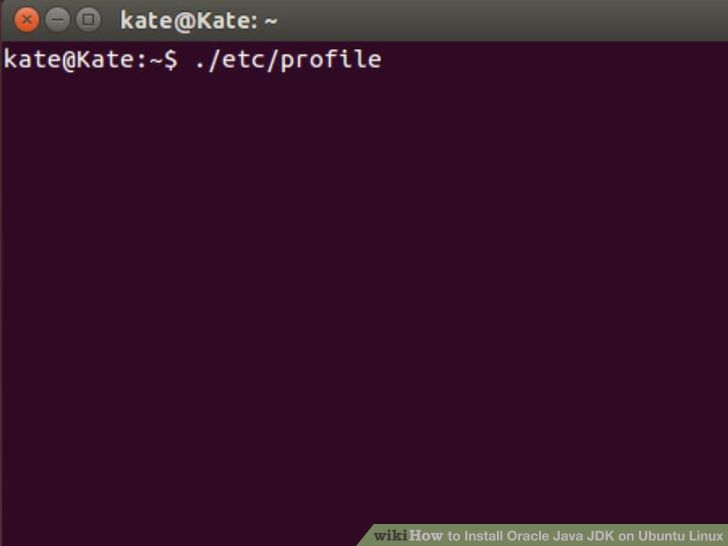 kate@Kate: ~
kate@Kate:~$ ./etc/profile
wikiHow to Install Oracle Java JDK on Ubuntu Linux